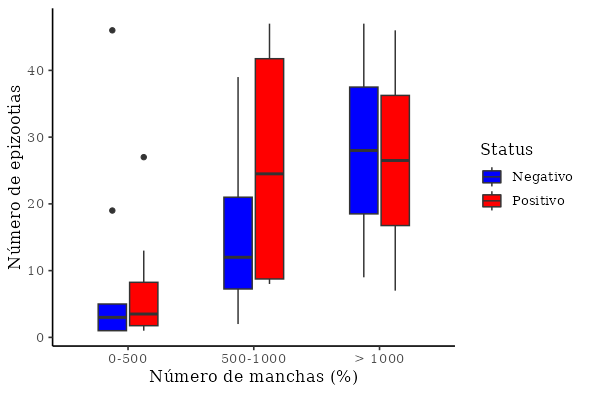 Número de epizootias
40
30
20
10
0
0-500
500-1000
> 1000
Número de manchas (%)
Status
Negativo
Positivo